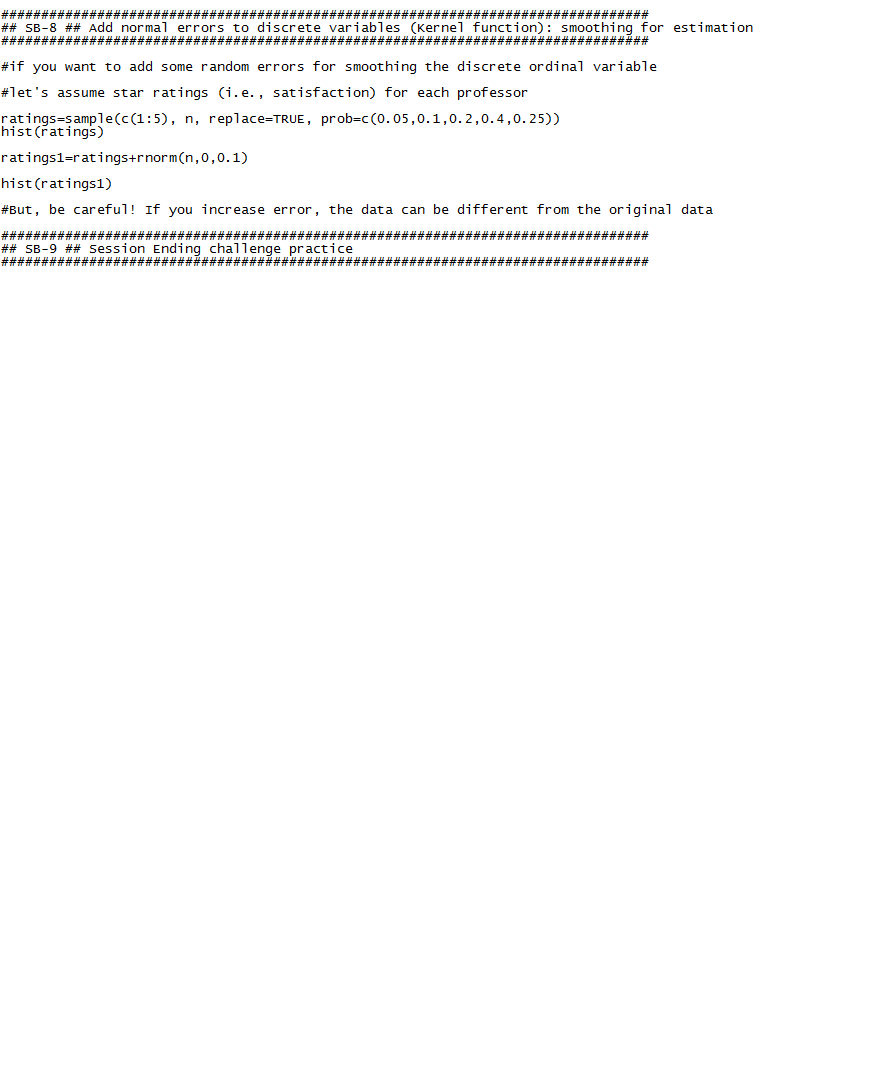 #################################################################################
## SB-8 ## Add normal errors to discrete variables (Kernel function): smoothing for estimation
#################################################################################
#if you want to add some random errors for smoothing the discrete ordinal variable
#let's assume star ratings (i.e., satisfaction) for each professor
ratings=sample(c(1:5), n, replace=TRUE, prob=c(0.05,0.1,0.2,0.4,0.25))
hist(ratings)
ratings1=ratings+rnorm(n,0,0.1)
hist(ratings1)
#But, be careful! If you increase error, the data can be different from the original data
#################################################################################
## SB-9 ## Session Ending challenge practice
#################################################################################